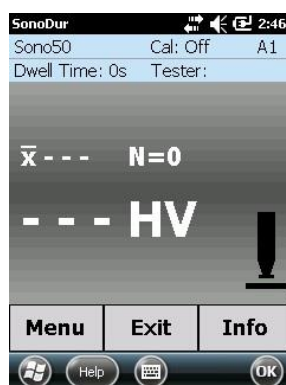 SonoDur 2:46
Sono50 Cal: Off A1
Dwell Time: 0s Tester:
x̅ - - - N=0
- - - HV
Menu Exit Info
Help OK